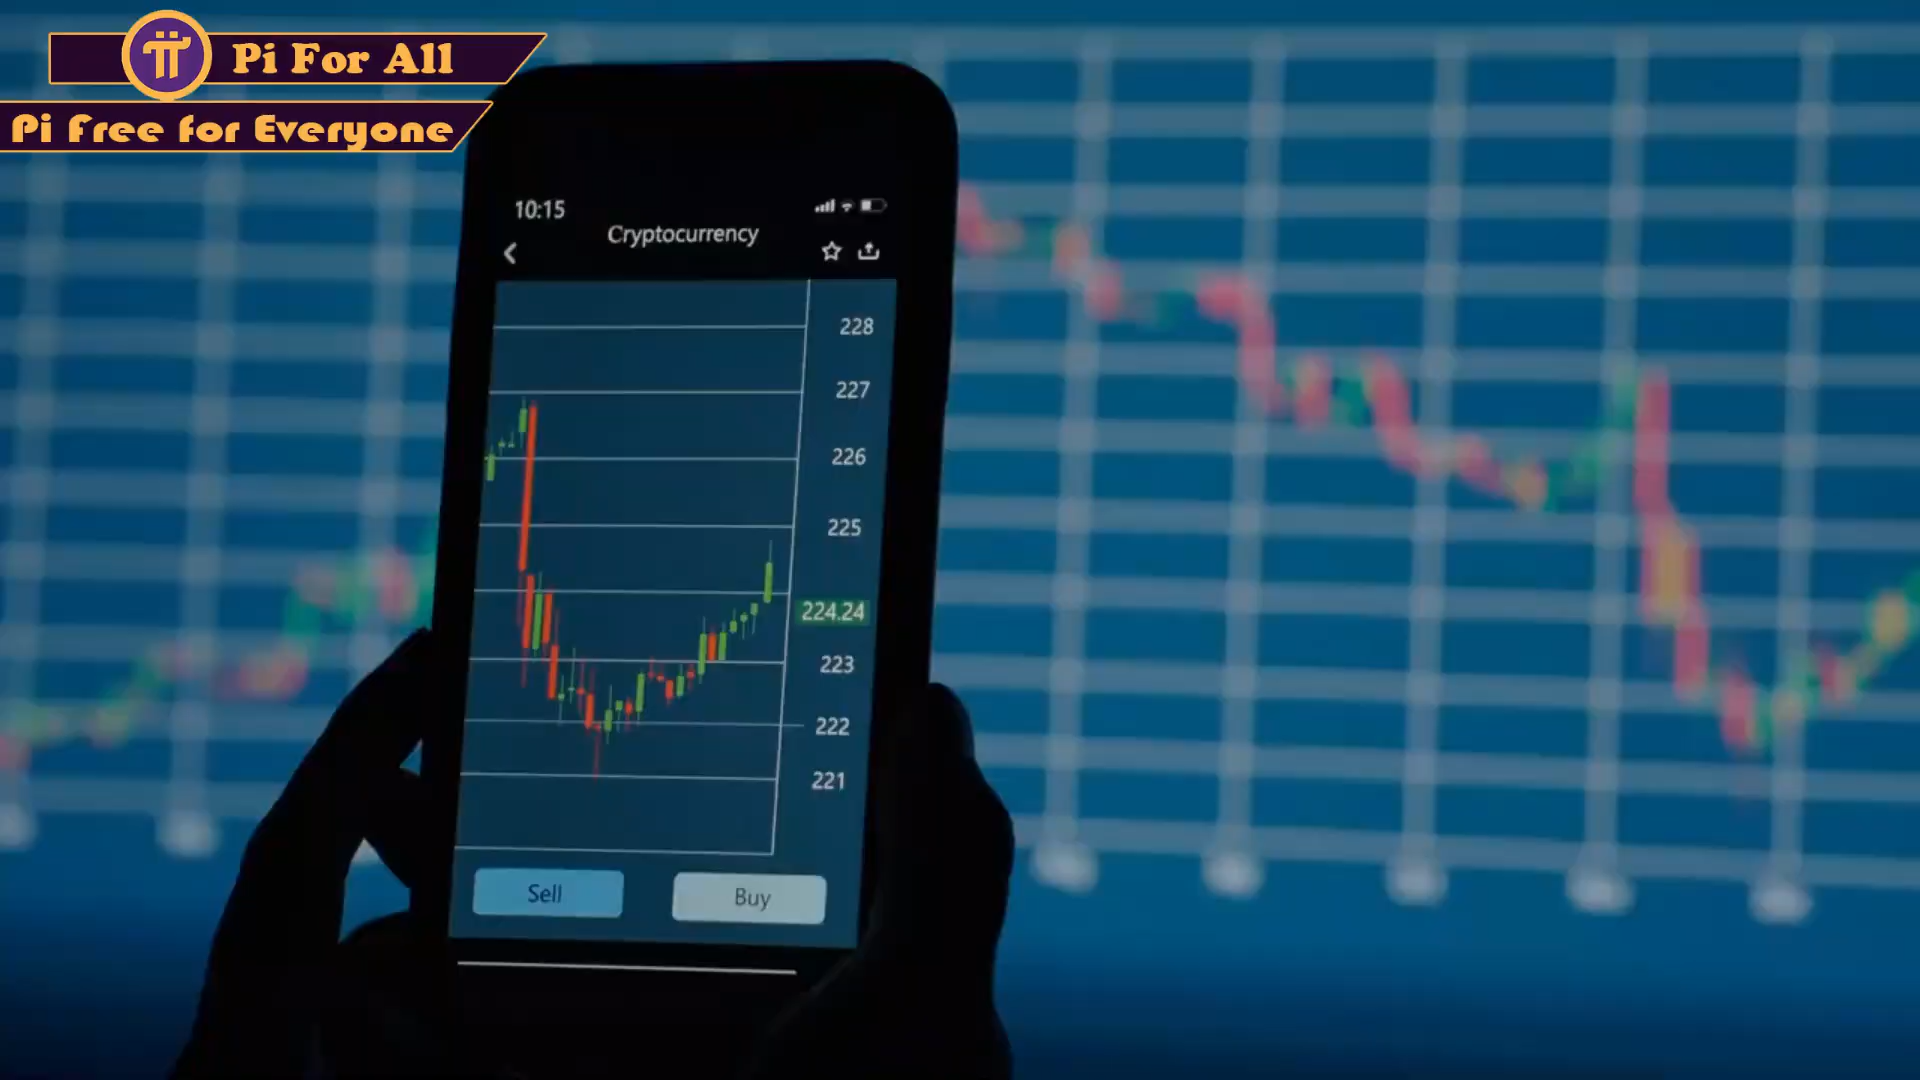 Pi For All
Pi Free for Everyone
10:15
Cryptocurrency
228
227
226
225
224.24
223
222
221
Sell
Buy